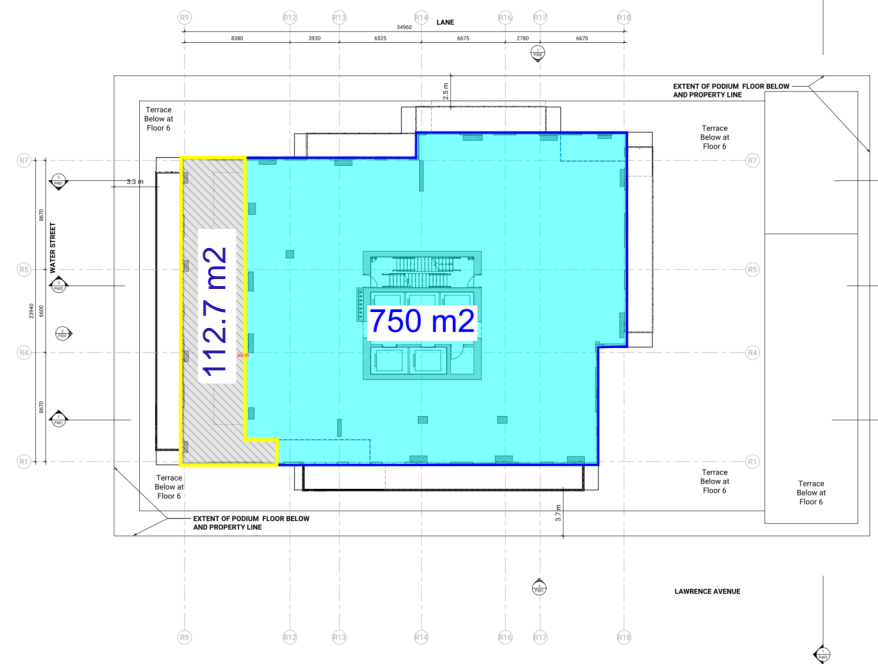 R9
R12
R13
R14
R16
R17
R18
34960
LANE
8380
3930
6525
6675
2780
6670
2.5 m
EXTENT OF PODIUM FLOOR BELOW
AND PROPERTY LINE
Terrace
Below at
Floor 6
Terrace
Below at
Floor 6
R7
R7
3.3 m
8670
WATER STREET
R5
R5
112.7 m2
750 m2
23940
6600
R4
R4
8670
R1
R1
Terrace
Below at
Floor 6
Terrace
Below at
Floor 6
Terrace
Below at
Floor 6
EXTENT OF PODIUM FLOOR BELOW
AND PROPERTY LINE
3.7 m
LAWRENCE AVENUE
R9
R12
R13
R14
R16
R17
R18